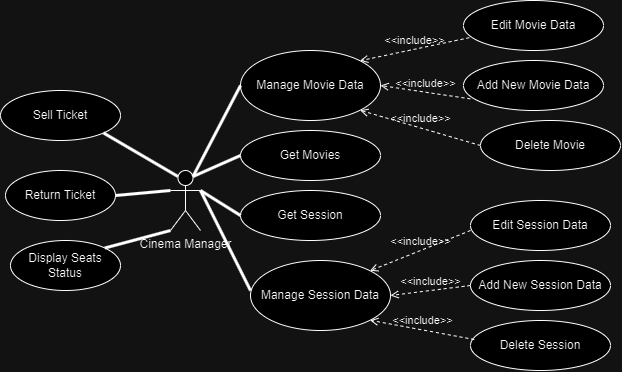 Edit Movie Data
<<include>>
Manage Movie Data
<<include>>
Add New Movie Data
Sell Ticket
<<include>>
Delete Movie
Get Movies
Return Ticket
Get Session
Edit Session Data
Cinema Manager
<<include>>
Display Seats
Status
Manage Session Data
<<include>>
Add New Session Data
<<include>>
Delete Session